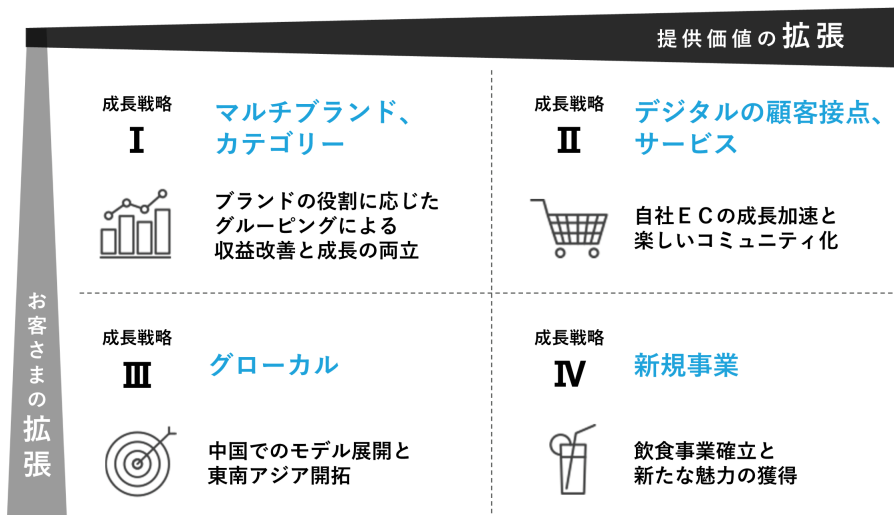 提供価値の拡張
成長戦略
Ⅰ
マルチブランド、
カテゴリー
ブランドの役割に応じた
グルーピングによる
収益改善と成長の両立
成長戦略
Ⅱ
デジタルの顧客接点、
サービス
自社ＥＣの成長加速と
楽しいコミュニティ化
お客さまの拡張
成長戦略
Ⅲ
グローカル
中国でのモデル展開と
東南アジア開拓
成長戦略
Ⅳ
新規事業
飲食事業確立と
新たな魅力の獲得